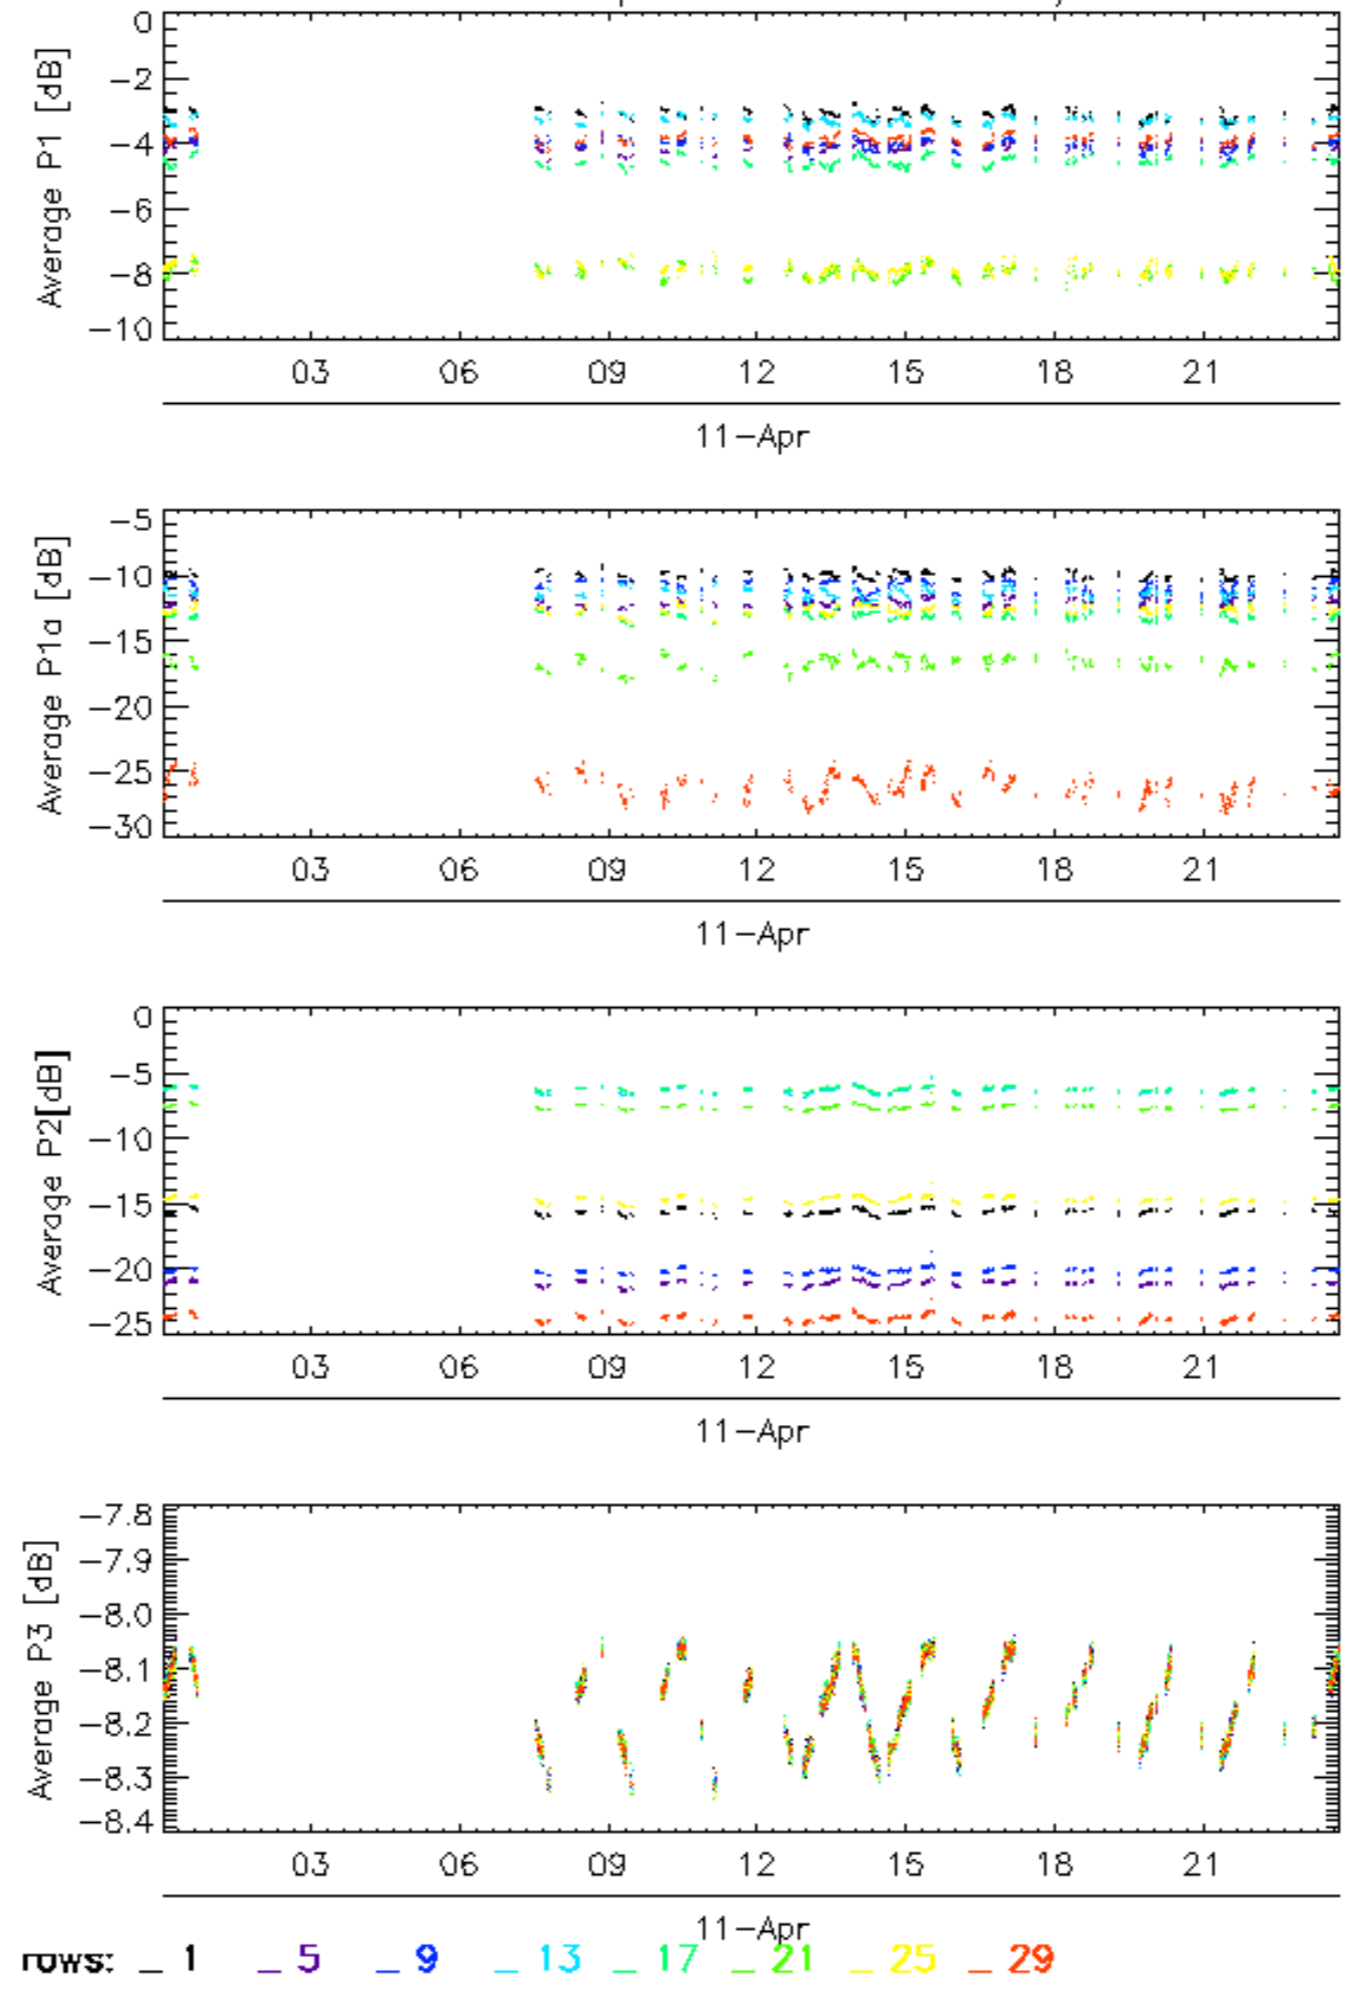 Average P1 [dB]
0
−2
−4
−6
−8
−10
03 06 09 12 15 18 21
11−Apr
Average P1a [dB]
−5
−10
−15
−20
−25
−30
03 06 09 12 15 18 21
11−Apr
Average P2[dB]
0
−5
−10
−15
−20
−25
03 06 09 12 15 18 21
11−Apr
Average P3 [dB]
−7.8
−7.9
−8.0
−8.1
−8.2
−8.3
−8.4
03 06 09 12 15 18 21
11−Apr
rows: _ 1 _ 5 _ 9 _ 13 _ 17 _ 21 _ 25 _ 29